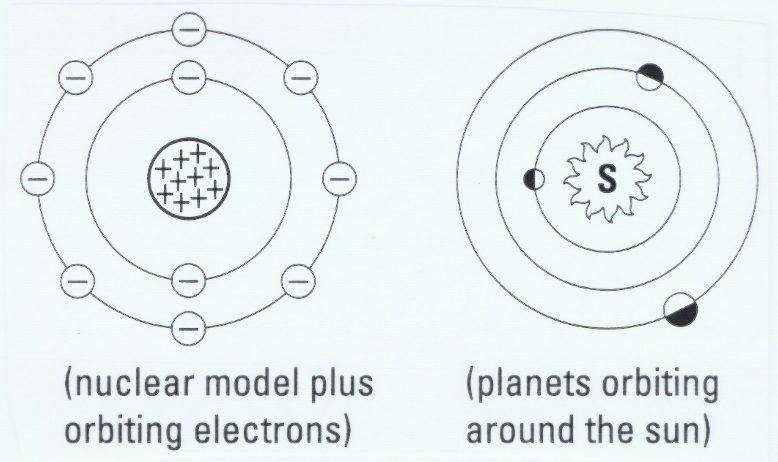 S
(nuclear model plus
orbiting electrons)
(planets orbiting
around the sun)